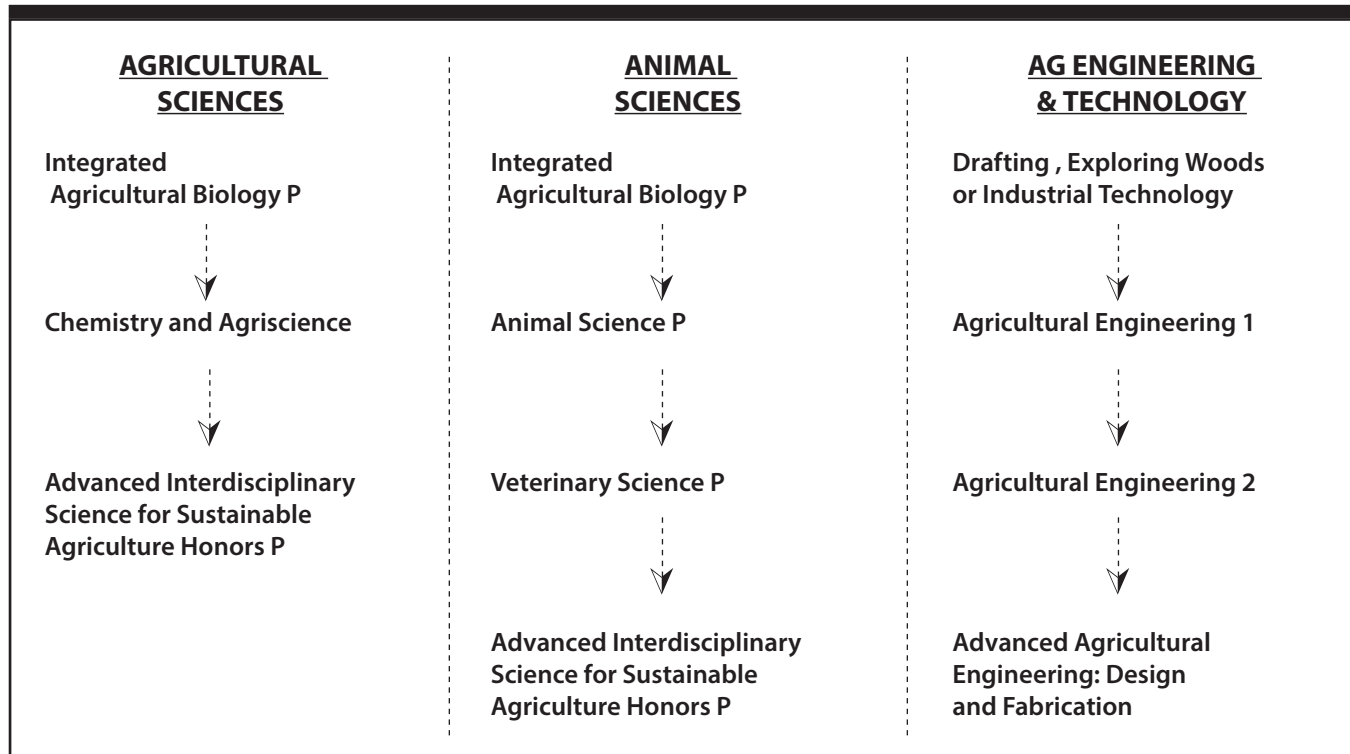 AGRICULTURAL
SCIENCES
Integrated
Agricultural Biology P
Chemistry and Agriscience
Advanced Interdisciplinary
Science for Sustainable
Agriculture Honors P
ANIMAL
SCIENCES
Integrated
Agricultural Biology P
Animal Science P
Veterinary Science P
Advanced Interdisciplinary
Science for Sustainable
Agriculture Honors P
AG ENGINEERING
& TECHNOLOGY
Drafting , Exploring Woods
or Industrial Technology
Agricultural Engineering 1
Agricultural Engineering 2
Advanced Agricultural
Engineering: Design
and Fabrication